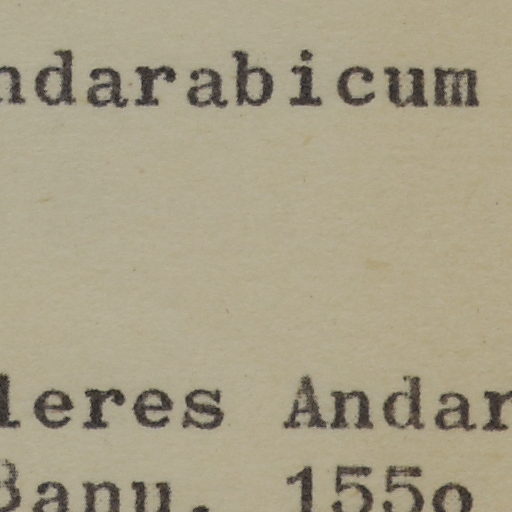 ndarabicum
leres Andar
Banu, 155o